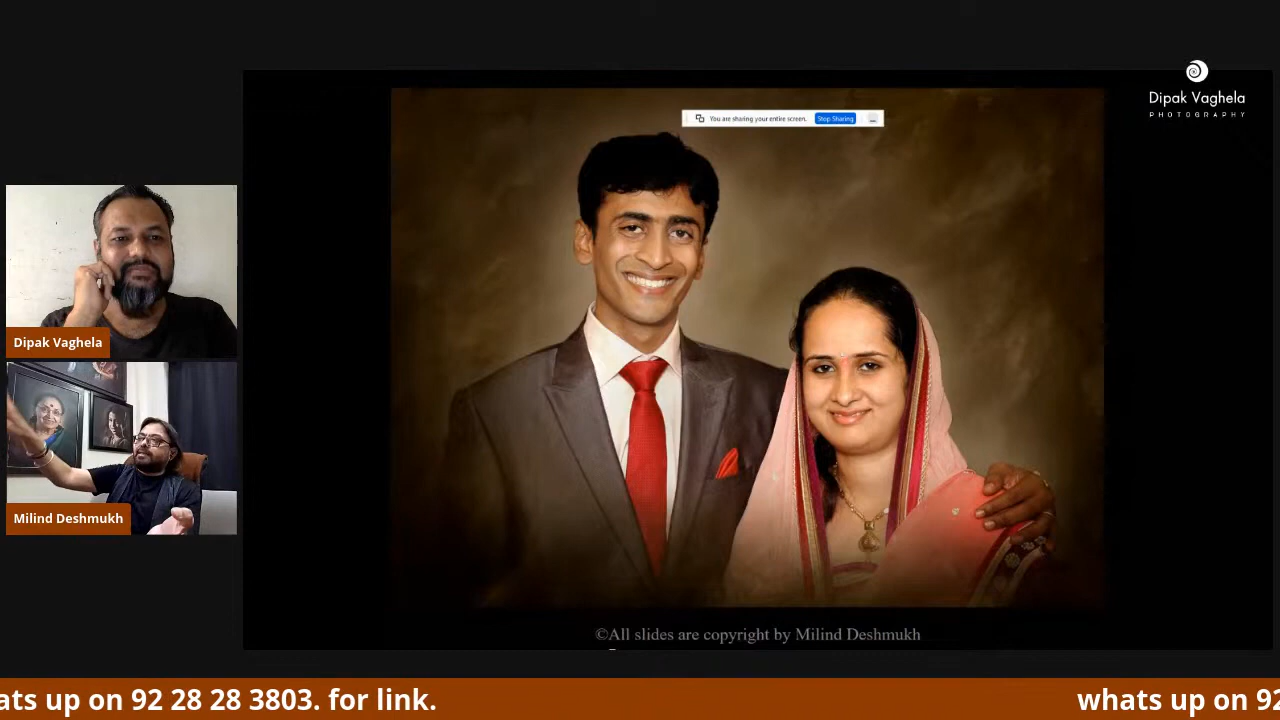 Dipak Vaghela
PHOTOGRAPHY
You are sharing your entire screen.
Stop Sharing
Dipak Vaghela
Milind Deshmukh
©All slides are copyright by Milind Deshmukh
ats up on 92 28 28 3803. for link.
whats up on 92